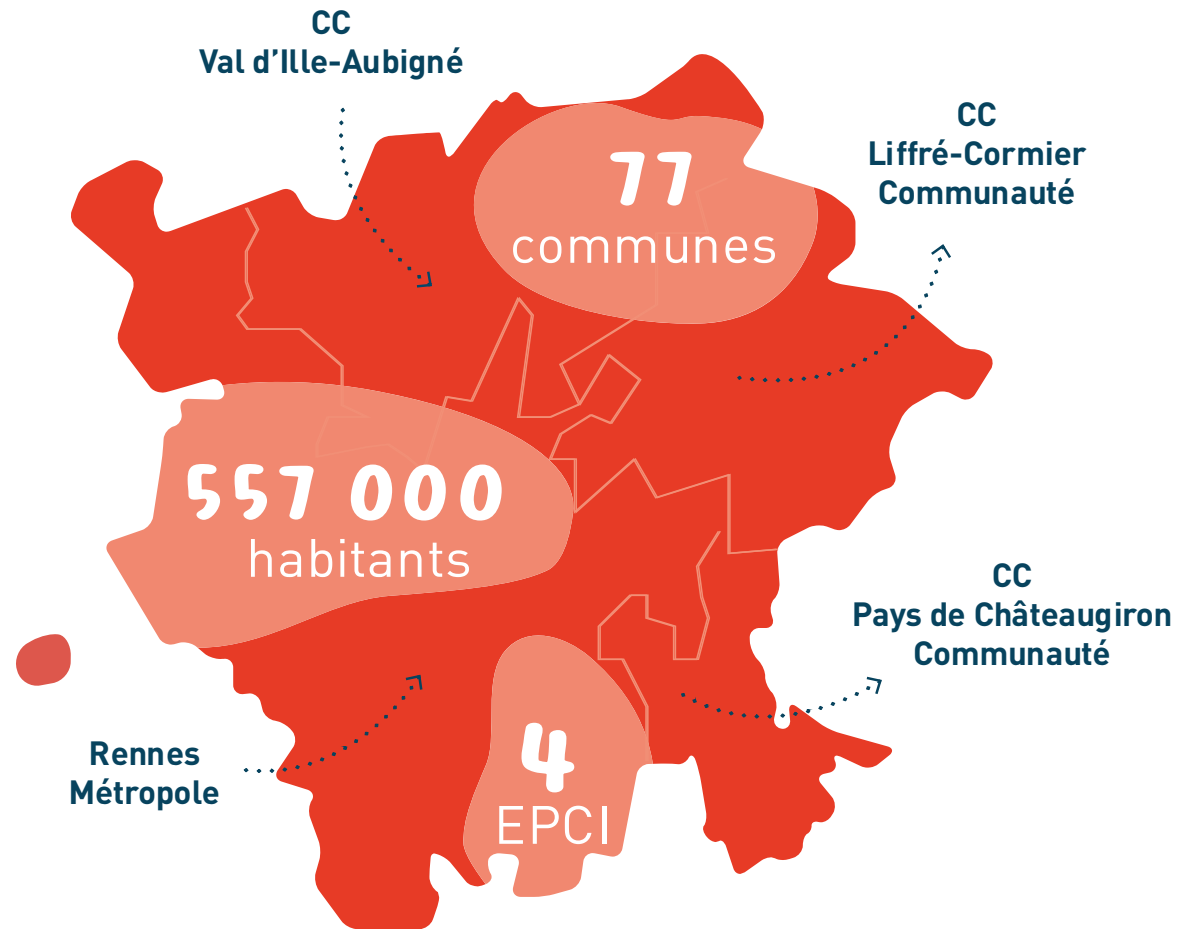 CC
Val d'Ille-Aubigné
CC
Liffré-Cormier
Communauté
77
communes
557 000
habitants
CC
Pays de Châteaugiron
Communauté
Rennes
Métropole
4
EPCI